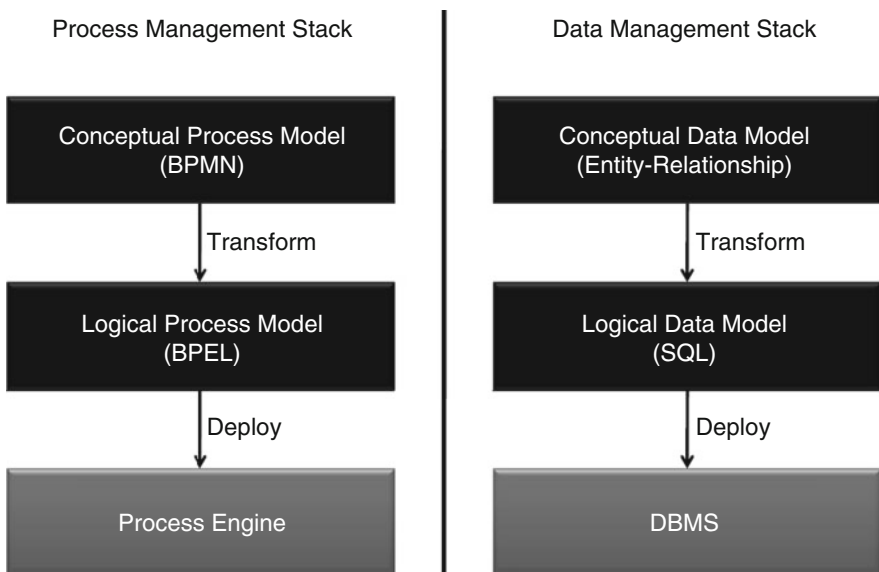 Process Management Stack
Conceptual Process Model
(BPMN)
Transform
Logical Process Model
(BPEL)
Deploy
Process Engine
Data Management Stack
Conceptual Data Model
(Entity-Relationship)
Transform
Logical Data Model
(SQL)
Deploy
DBMS